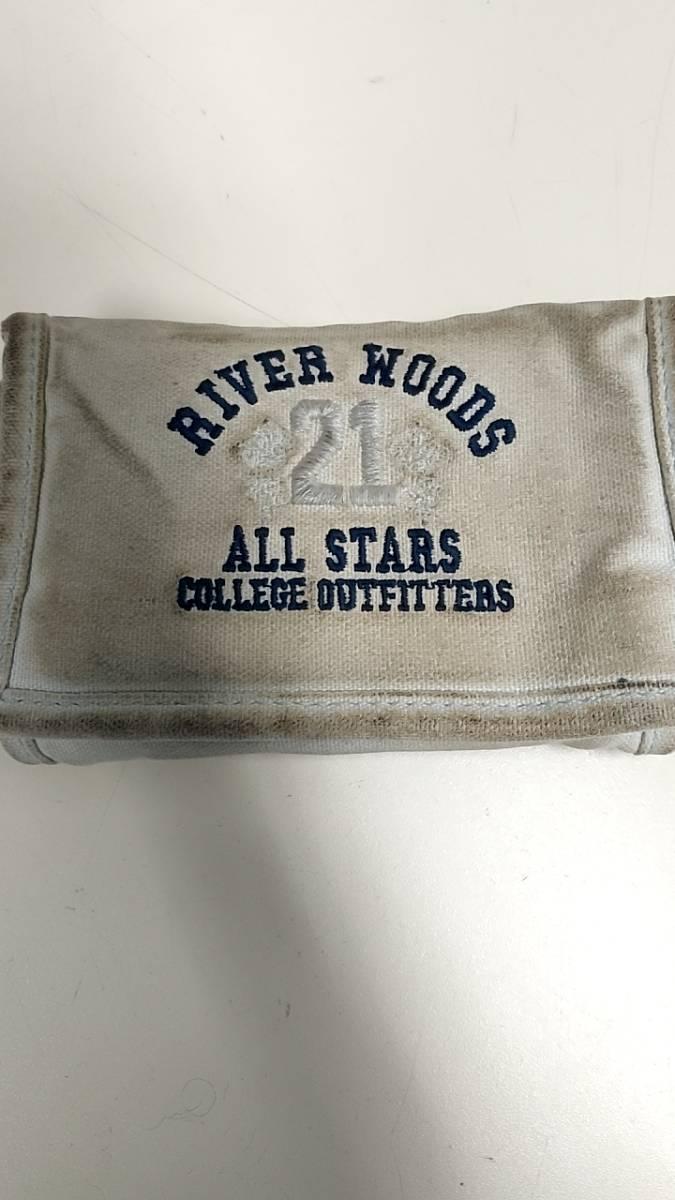 RIVER WOODS
21
ALL STARS
COLLEGE OUTFITTERS